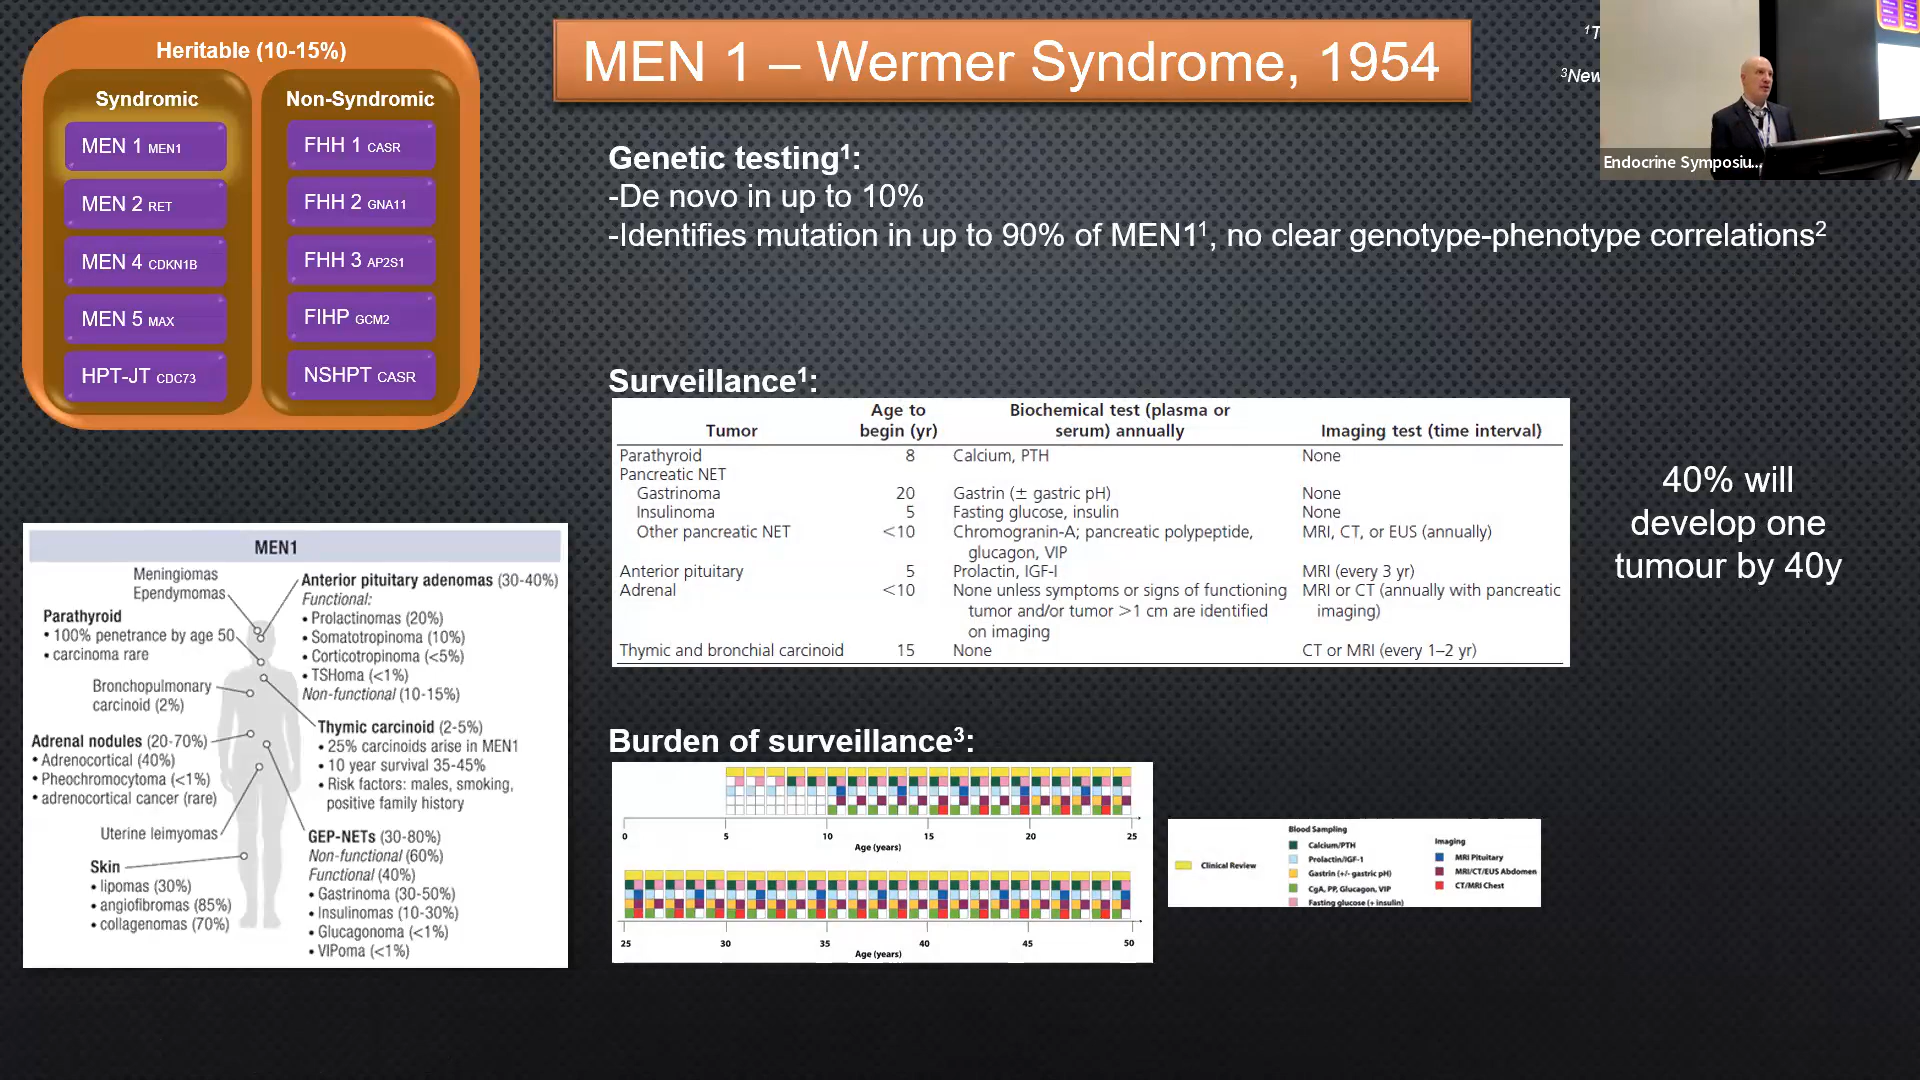 Heritable (10-15%)
Syndromic
MEN 1 MEN1
MEN 2 RET
MEN 4 CDKN1B
MEN 5 MAX
HPT-JT CDC73
Non-Syndromic
FHH 1 CASR
FHH 2 GNA11
FHH 3 AP2S1
FIHP GCM2
NSHPT CASR
MEN 1 – Wermer Syndrome, 1954
¹T
³New
Endocrine Symposiu...
Genetic testing¹:
-De novo in up to 10%
-Identifies mutation in up to 90% of MEN1¹, no clear genotype-phenotype correlations²
Surveillance¹:
Tumor Age to begin (yr) Biochemical test (plasma or serum) annually Imaging test (time interval)
Parathyroid 8 Calcium, PTH None
Pancreatic NET
Gastrinoma 20 Gastrin (± gastric pH) None
Insulinoma 5 Fasting glucose, insulin None
Other pancreatic NET <10 Chromogranin-A; pancreatic polypeptide, MRI, CT, or EUS (annually)
glucagon, VIP
Anterior pituitary 5 Prolactin, IGF-I MRI (every 3 yr)
Adrenal <10 None unless symptoms or signs of functioning MRI or CT (annually with pancreatic
tumor and/or tumor >1 cm are identified imaging)
on imaging
Thymic and bronchial carcinoid 15 None CT or MRI (every 1–2 yr)
40% will
develop one
tumour by 40y
MEN1
Meningiomas
Ependymomas
Parathyroid
• 100% penetrance by age 50
• carcinoma rare
Bronchopulmonary
carcinoid (2%)
Adrenal nodules (20-70%)
• Adrenocortical (40%)
• Pheochromocytoma (<1%)
• adrenocortical cancer (rare)
Uterine leimyomas
Skin
• lipomas (30%)
• angiofibromas (85%)
• collagenomas (70%)
Anterior pituitary adenomas (30-40%)
Functional:
• Prolactinomas (20%)
• Somatotropinoma (10%)
• Corticotropinoma (<5%)
• TSHoma (<1%)
Non-functional (10-15%)
Thymic carcinoid (2-5%)
• 25% carcinoids arise in MEN1
• 10 year survival 35-45%
• Risk factors: males, smoking,
positive family history
GEP-NETs (30-80%)
Non-functional (60%)
Functional (40%)
• Gastrinoma (30-50%)
• Insulinomas (10-30%)
• Glucagonoma (<1%)
• VIPoma (<1%)
Burden of surveillance³:
0 5 10 15 20 25
Age (years)
25 30 35 40 45 50
Age (years)
Clinical Review
Blood Sampling
Calcium/PTH
Prolactin/IGF-1
Gastrin (+/- gastric pH)
CgA, PP, Glucagon, VIP
Fasting glucose (+ insulin)
Imaging
MRI Pituitary
MRI/CT/EUS Abdomen
CT/MRI Chest